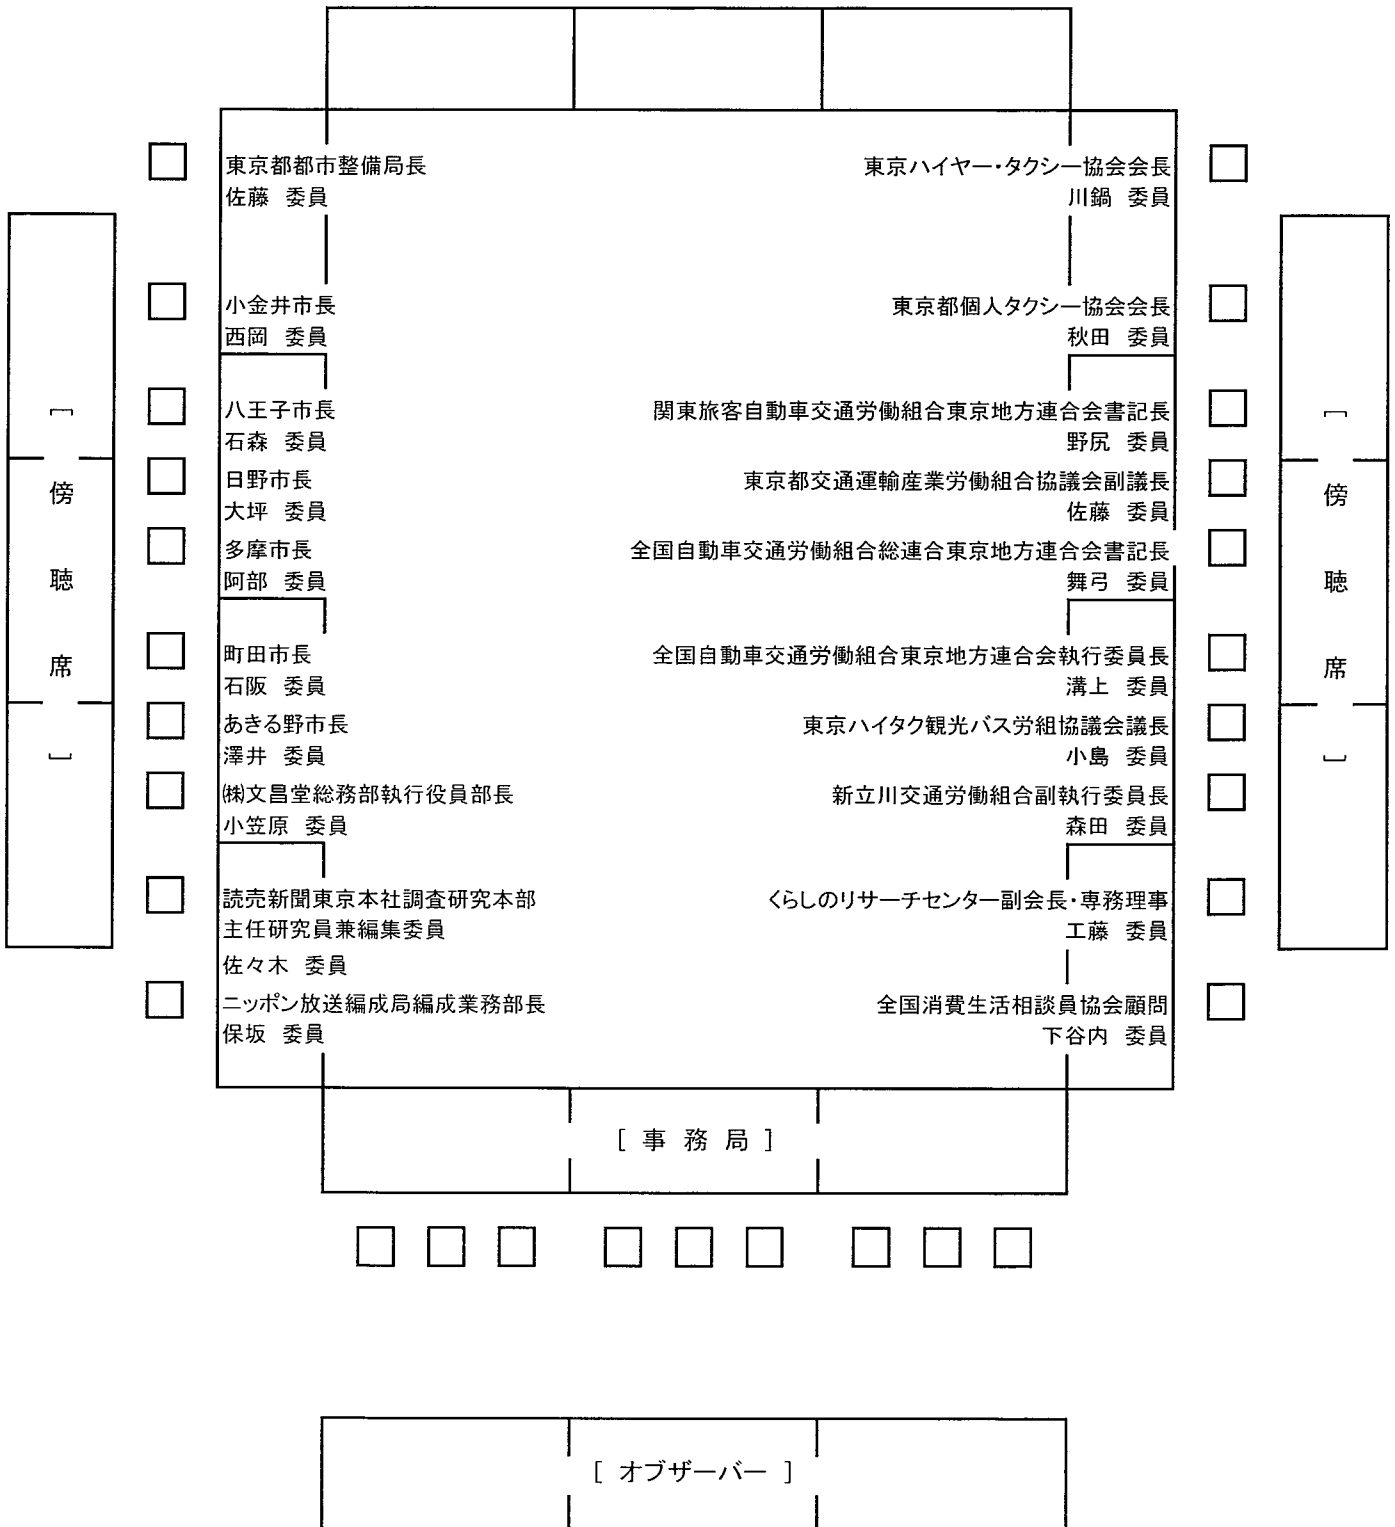 東京都都市整備局長
佐藤 委員
小金井市長
西岡 委員
八王子市長
石森 委員
日野市長
大坪 委員
多摩市長
阿部 委員
町田市長
石阪 委員
あきる野市長
澤井 委員
㈱文昌堂総務部執行役員部長
小笠原 委員
読売新聞東京本社調査研究本部
主任研究員兼編集委員
佐々木 委員
ニッポン放送編成局編成業務部長
保坂 委員
東京ハイヤー・タクシー協会会長
川鍋 委員
東京都個人タクシー協会会長
秋田 委員
関東旅客自動車交通労働組合東京地方連合会書記長
野尻 委員
東京都交通運輸産業労働組合協議会副議長
佐藤 委員
全国自動車交通労働組合総連合東京地方連合会書記長
舞弓 委員
全国自動車交通労働組合東京地方連合会執行委員長
溝上 委員
東京ハイタク観光バス労組協議会議長
小島 委員
新立川交通労働組合副執行委員長
森田 委員
くらしのリサーチセンター副会長・専務理事
工藤 委員
全国消費生活相談員協会顧問
下谷内 委員
[傍聴席]
[傍聴席]
[ 事 務 局 ]
[ オブザーバー ]